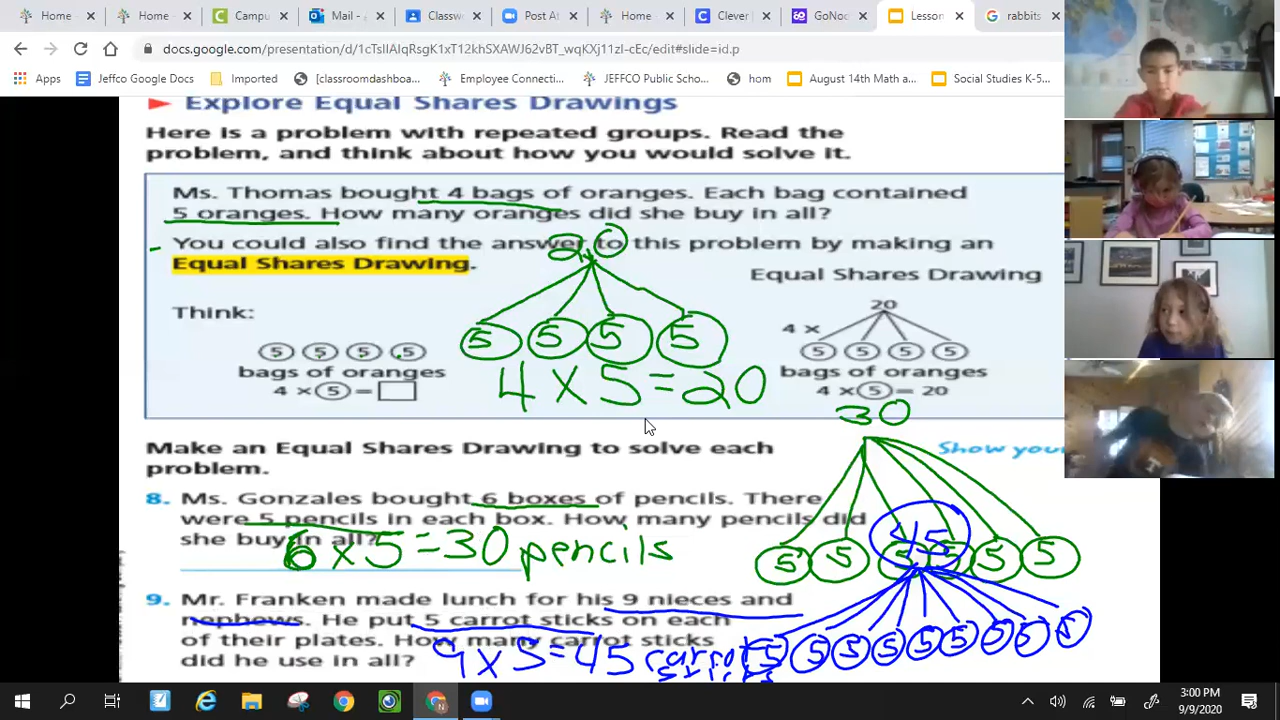 Home -
Home -
Campu
Mail -
Classw
Post At
Home -
Clever
GoNoo
Lesson
rabbits
docs.google.com/presentation/d/
Apps
Jeffco Google Docs
Imported
[classroomdashboa...
Employee Connecti...
JEFFCO Public Scho...
hom
August 14th Math a...
Social Studies K-5...
Explore Equal Shares Drawings
Here is a problem with repeated groups. Read the
problem, and think about how you would solve it.
Ms. Thomas bought 4 bags of oranges. Each bag contained
5 oranges. How many oranges did she buy in all?
You could also find the answer to this problem by making an
Equal Shares Drawing.
20
Equal Shares Drawing
Think:
20
4 ×
5 5 5 5
5 5 5 5
5 5 5 5
bags of oranges
bags of oranges
4 × 5 =
4 x 5 = 20
4 × 5 = 20
30
Make an Equal Shares Drawing to solve each
problem.
Show your
8. Ms. Gonzales bought 6 boxes of pencils. There
were 5 pencils in each box. How many pencils did
she buy in all?
6 x 5 = 30 pencils
45
5 5 5 5 5 5
9. Mr. Franken made lunch for his 9 nieces and
nephews. He put 5 carrot sticks on each
of their plates. How many carrot sticks
did he use in all?
9 x 5 = 45 carrot
sticks
5 5 5 5 5 5 5 5 5
3:00 PM
9/9/2020